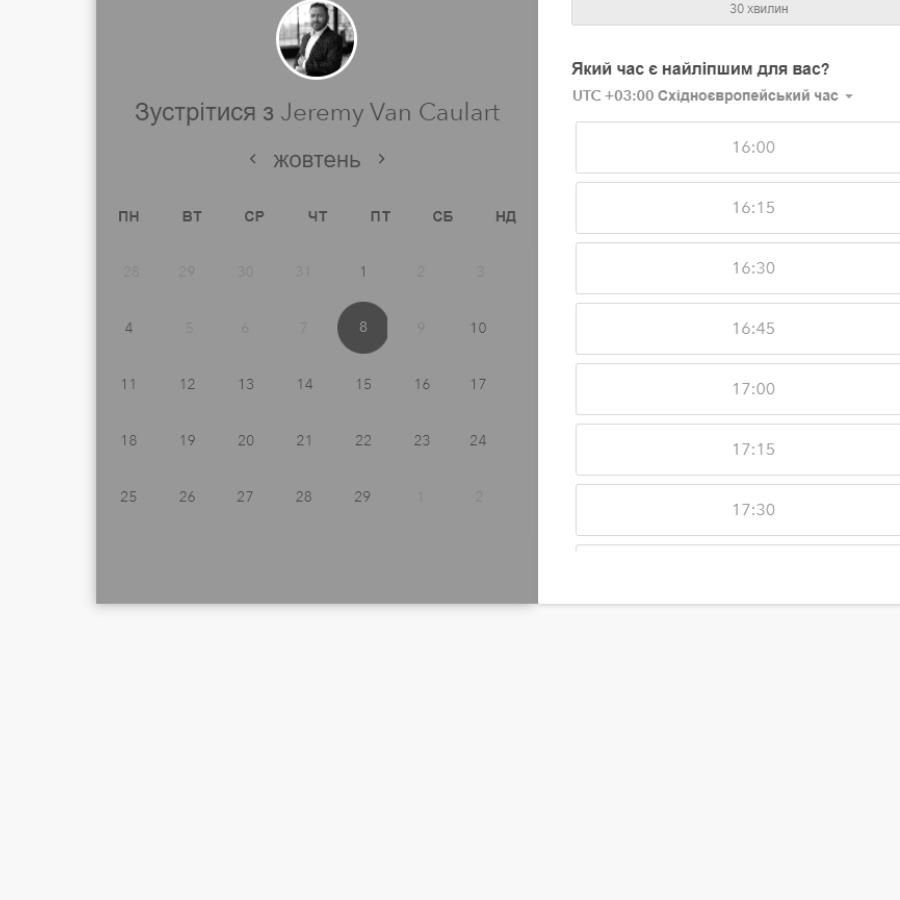 Зустрітися з Jeremy Van Caulart
жовтень
ПН ВТ СР ЧТ ПТ СБ НД
28 29 30 31 1 2 3
4 5 6 7 8 9 10
11 12 13 14 15 16 17
18 19 20 21 22 23 24
25 26 27 28 29 1 2
30 хвилин
Який час є найліпшим для вас?
UTC +03:00 Східноєвропейський час
16:00
16:15
16:30
16:45
17:00
17:15
17:30